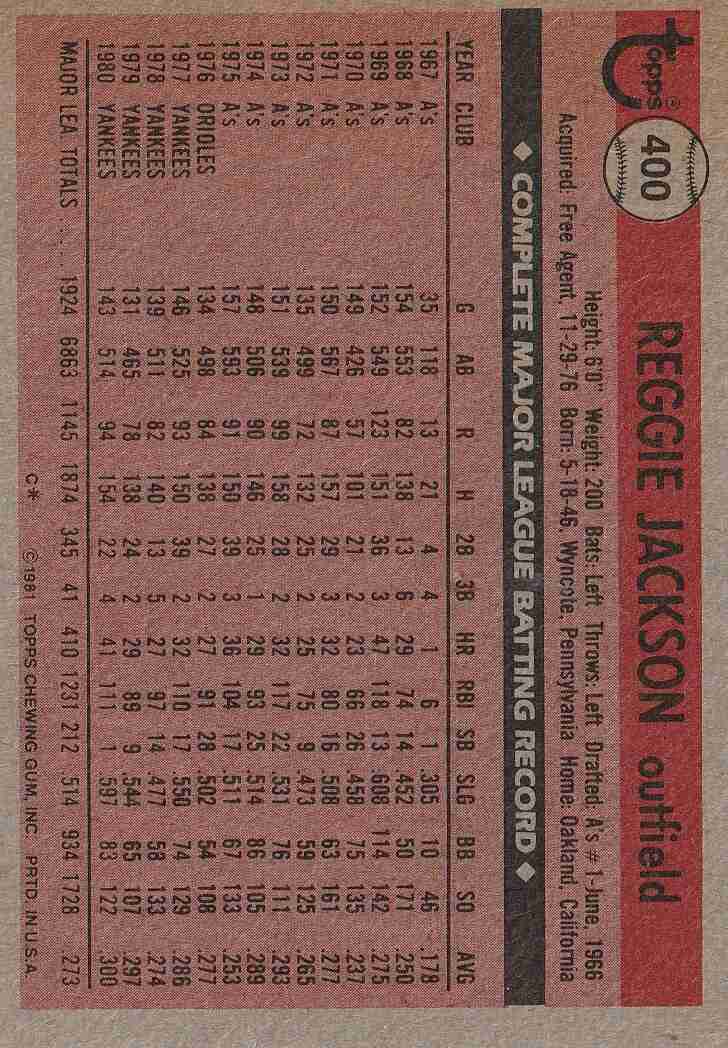 Topps® 400 REGGIE JACKSON outfield
Height: 6'0" Weight: 200 Bats: Left Throws: Left Drafted: A's # 1-June, 1966
Acquired: Free Agent, 11-29-76 Born: 5-18-46, Wyncote, Pennsylvania Home: Oakland, California
◆ COMPLETE MAJOR LEAGUE BATTING RECORD ◆
YEAR CLUB G AB R H 2B 3B HR RBI SB SLG BB SO AVG
1967 A's 35 118 13 21 4 4 1 6 1 .305 10 46 .178
1968 A's 154 553 82 138 13 6 29 74 14 .452 50 171 .250
1969 A's 152 549 123 151 36 3 47 118 13 .608 114 142 .275
1970 A's 149 426 57 101 21 2 23 66 26 .458 75 135 .237
1971 A's 150 567 87 157 29 3 32 80 16 .508 63 161 .277
1972 A's 135 499 72 132 25 2 25 75 9 .473 59 125 .265
1973 A's 151 539 99 158 28 2 32 117 22 .531 76 111 .293
1974 A's 148 506 90 146 25 1 29 93 25 .514 86 105 .289
1975 A's 157 593 91 150 39 3 36 104 17 .511 67 133 .253
1976 ORIOLES 134 498 84 138 27 2 27 91 28 .502 54 108 .277
1977 YANKEES 146 525 93 150 39 2 32 110 17 .550 74 129 .286
1978 YANKEES 139 511 82 140 13 5 27 97 14 .477 58 133 .274
1979 YANKEES 131 465 78 138 24 2 29 89 9 .544 65 107 .297
1980 YANKEES 143 514 94 154 22 4 41 111 1 .597 83 122 .300
MAJOR LEA TOTALS ..... 1924 6863 1145 1874 345 41 410 1231 212 .514 934 1728 .273
C* ©1981 TOPPS CHEWING GUM, INC. PRTD. IN U.S.A.